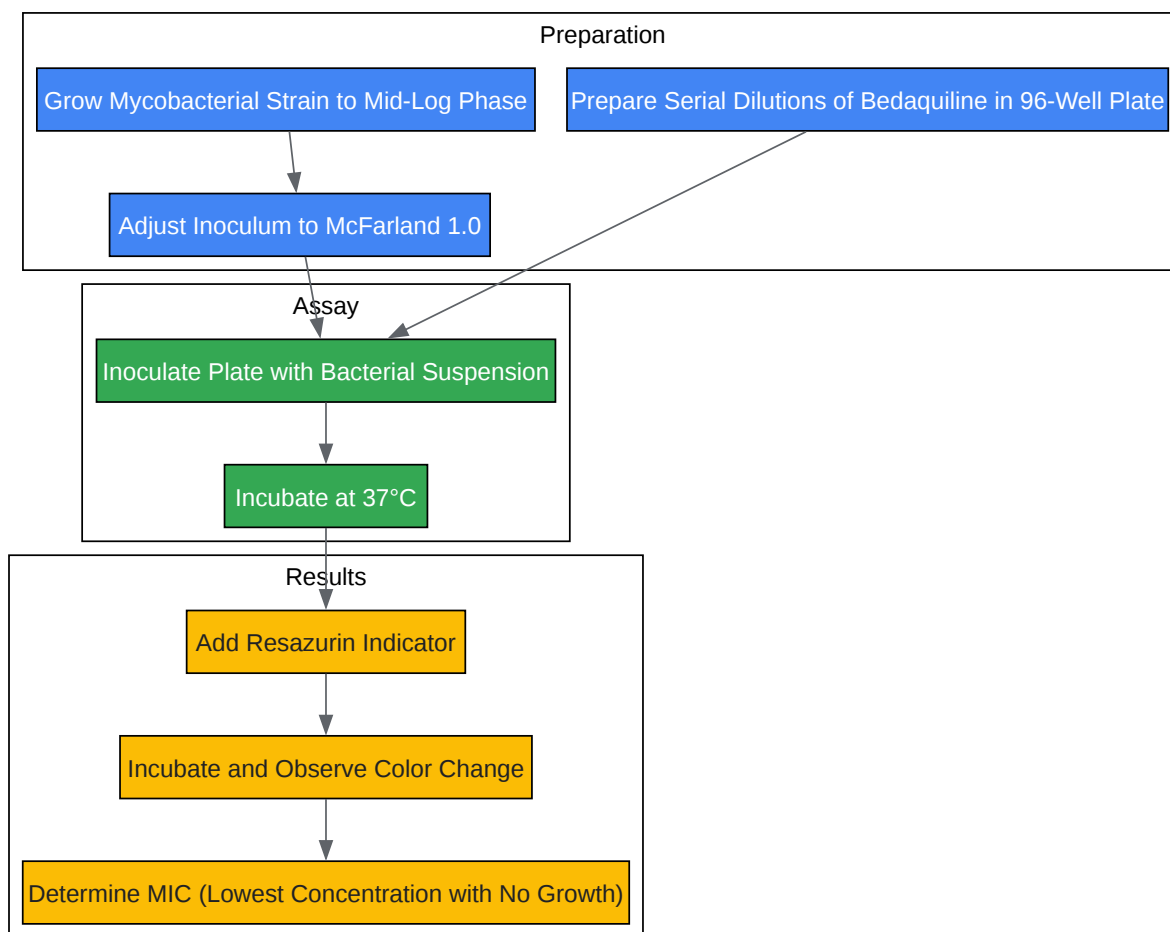 Preparation
Grow Mycobacterial Strain to Mid-Log Phase
Prepare Serial Dilutions of Bedaquiline in 96-Well Plate
Adjust Inoculum to McFarland 1.0
Assay
Inoculate Plate with Bacterial Suspension
Incubate at 37°C
Results
Add Resazurin Indicator
Incubate and Observe Color Change
Determine MIC (Lowest Concentration with No Growth)